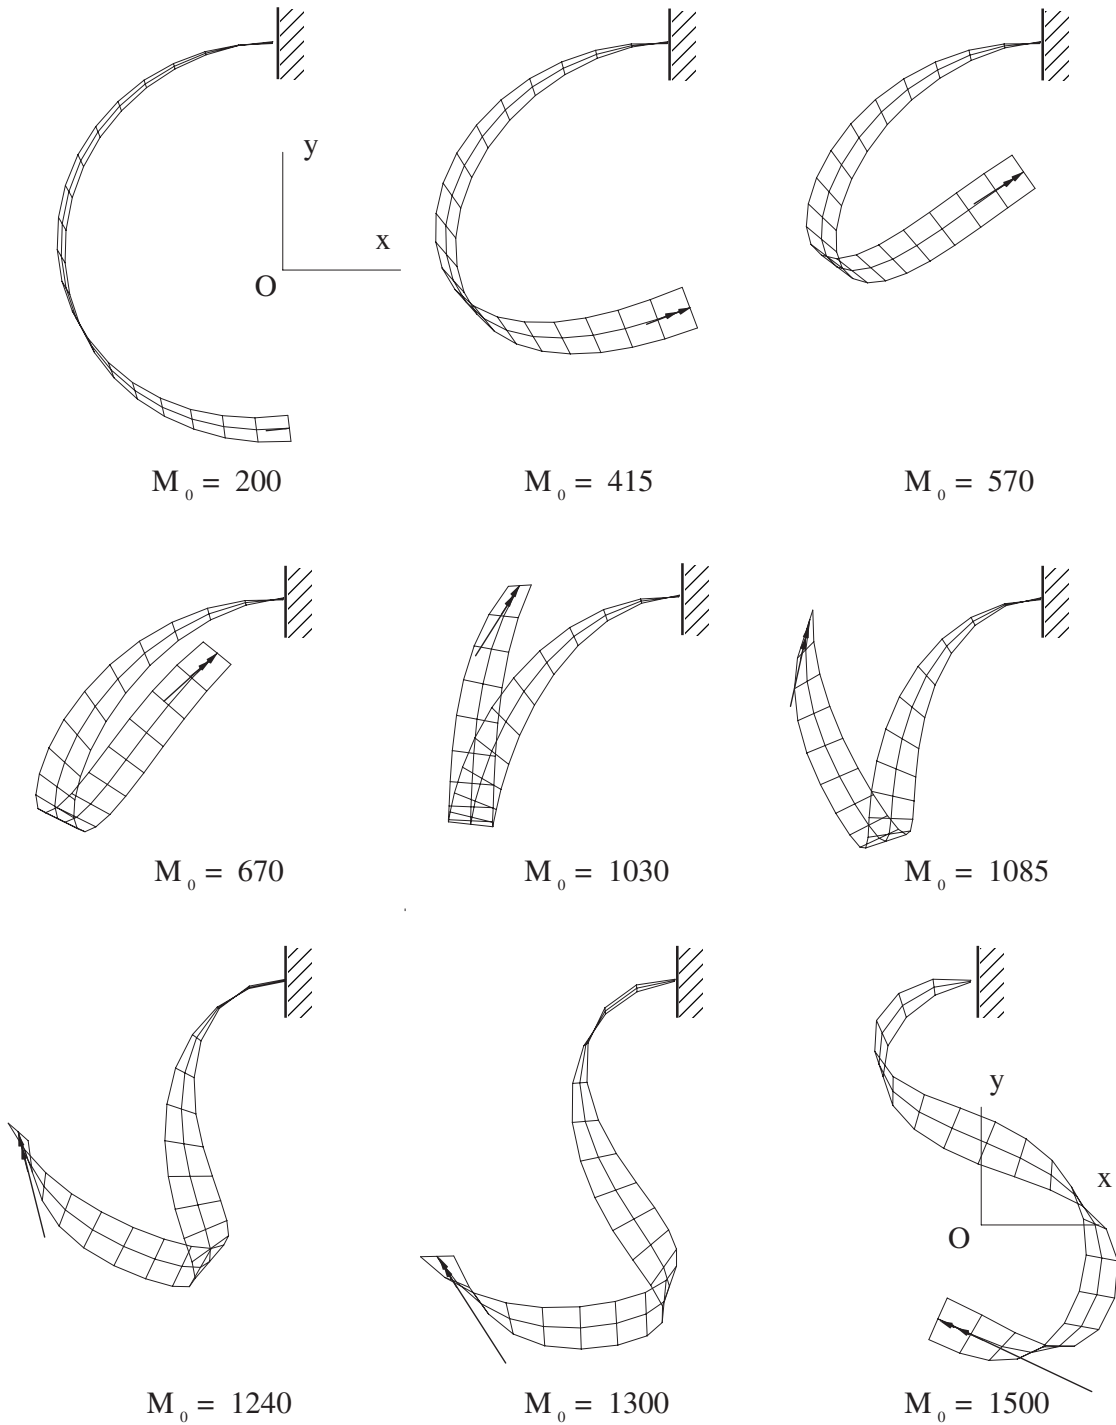 y
x
O
M₀ = 200
M₀ = 415
M₀ = 570
M₀ = 670
M₀ = 1030
M₀ = 1085
y
x
O
M₀ = 1240
M₀ = 1300
M₀ = 1500